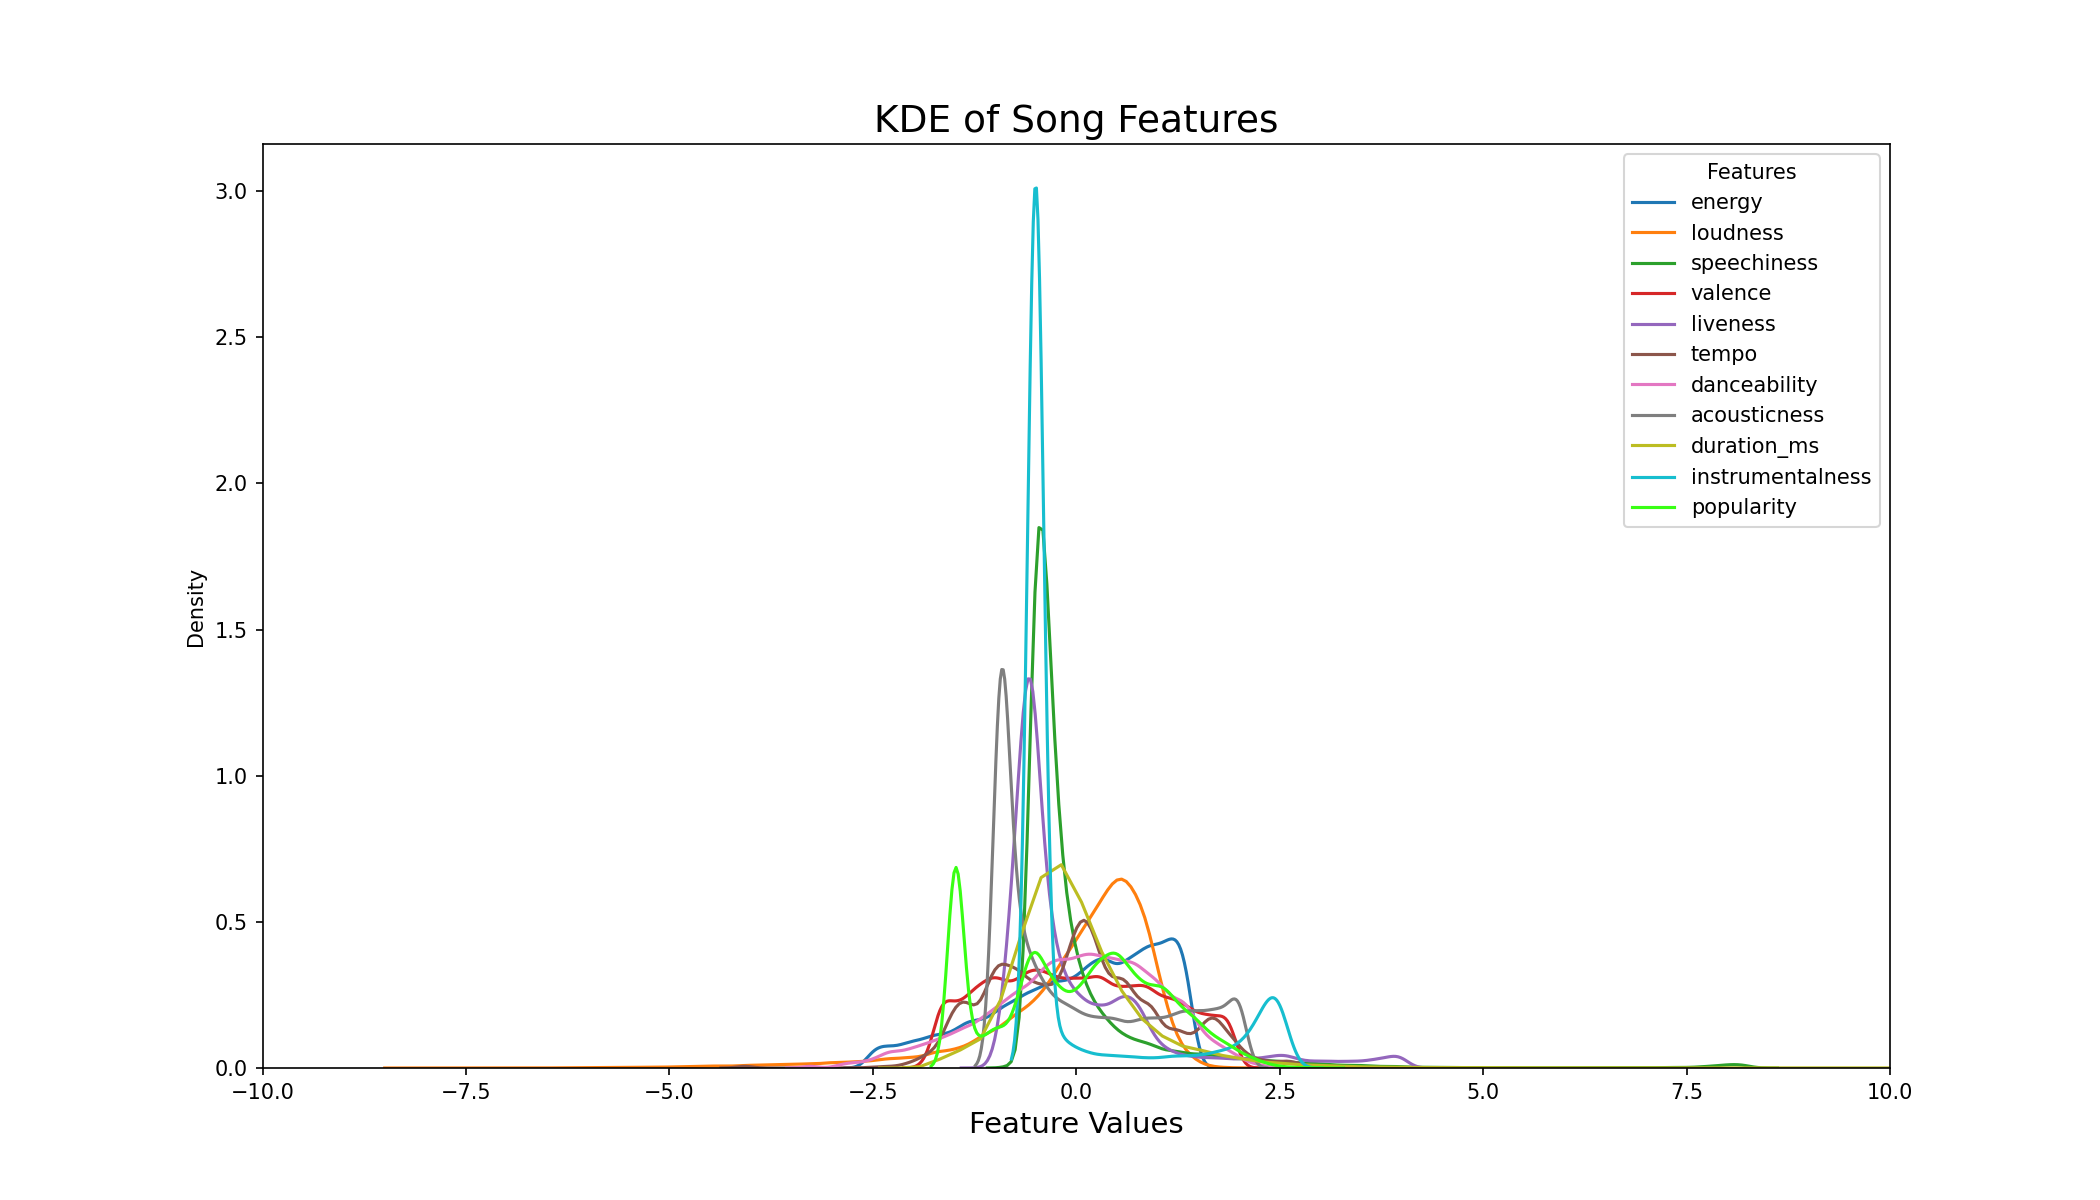 KDE of Song Features
3.0
2.5
2.0
1.5
1.0
0.5
0.0
Density
−10.0 −7.5 −5.0 −2.5 0.0 2.5 5.0 7.5 10.0
Feature Values
Features
energy
loudness
speechiness
valence
liveness
tempo
danceability
acousticness
duration_ms
instrumentalness
popularity